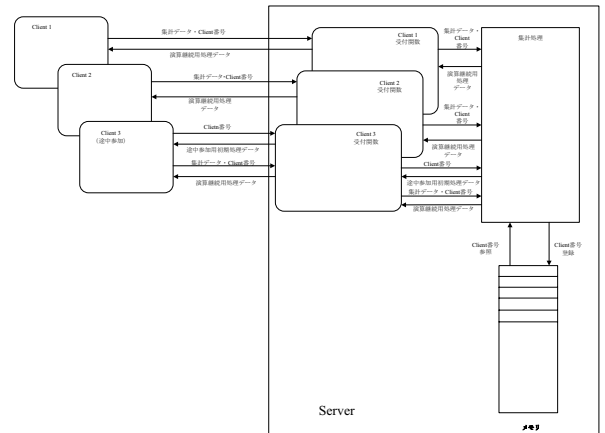 Client 1
集計データ・Client番号
演算継続用処理データ
Client 1
受付関数
集計データ・
Client
番号
集計処理
演算継続用
処理
データ
Client 2
集計データ・Client番号
演算継続用処理
データ
Client 2
受付関数
集計データ・
Client
番号
演算継続用処理
データ
Client 3
(途中参加)
Client番号
途中参加用初期処理データ
集計データ・Client番号
演算継続用処理データ
Client 3
受付関数
Client番号
途中参加用初期処理データ
集計データ・Client番号
演算継続用処理データ
Client番号
参照
Client番号
登録
Server
メモリ